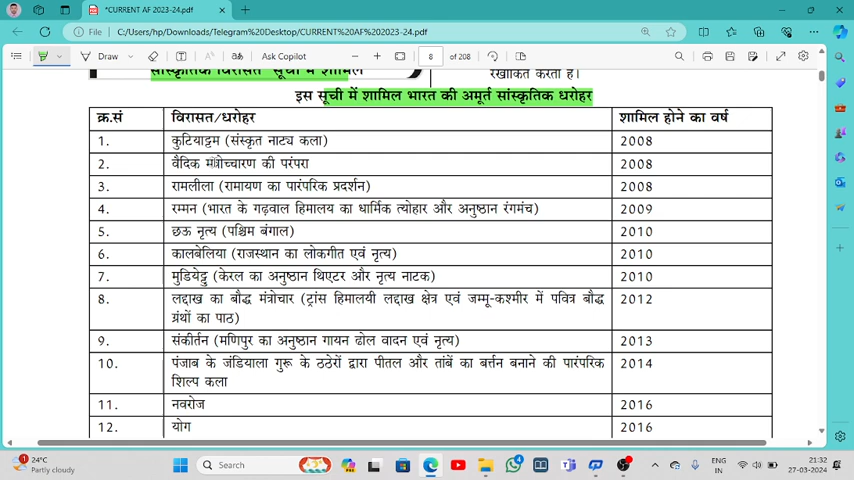 *CURRENT AF 2023-24.pdf
File C:/Users/hp/Downloads/Telegram%20Desktop/CURRENT%20AF%202023-24.pdf
Draw Ask Copilot 8 of 208
सांस्कृतिक विरासत सूची में शामिल
रेखांकित करता है।
इस सूची में शामिल भारत की अमूर्त सांस्कृतिक धरोहर
क्र.सं विरासत/धरोहर शामिल होने का वर्ष
1. कुटियाट्टम (संस्कृत नाट्य कला) 2008
2. वैदिक मंत्रोच्चारण की परंपरा 2008
3. रामलीला (रामायण का पारंपरिक प्रदर्शन) 2008
4. रम्मन (भारत के गढ़वाल हिमालय का धार्मिक त्योहार और अनुष्ठान रंगमंच) 2009
5. छऊ नृत्य (पश्चिम बंगाल) 2010
6. कालबेलिया (राजस्थान का लोकगीत एवं नृत्य) 2010
7. मुडियेट्टु (केरल का अनुष्ठान थिएटर और नृत्य नाटक) 2010
8. लद्दाख का बौद्ध मंत्रोचार (ट्रांस हिमालयी लद्दाख क्षेत्र एवं जम्मू-कश्मीर में पवित्र बौद्ध 2012
ग्रंथों का पाठ)
9. संकीर्तन (मणिपुर का अनुष्ठान गायन ढोल वादन एवं नृत्य) 2013
10. पंजाब के जंडियाला गुरू के ठठेरों द्वारा पीतल और तांबें का बर्त्तन बनाने की पारंपरिक 2014
शिल्प कला
11. नवरोज 2016
12. योग 2016
24°C
Partly cloudy
Search
ENG
IN
21:32
27-03-2024